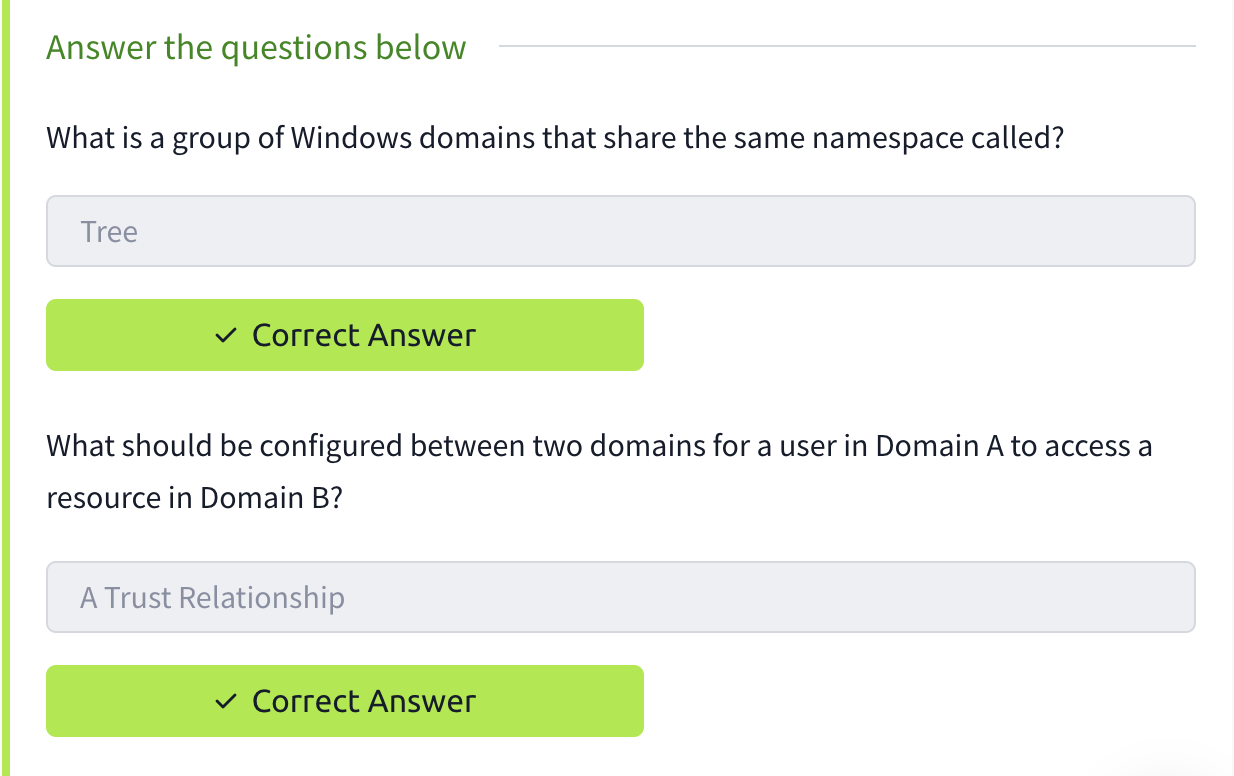 Answer the questions below
What is a group of Windows domains that share the same namespace called?
Tree
Correct Answer
What should be configured between two domains for a user in Domain A to access a
resource in Domain B?
A Trust Relationship
Correct Answer